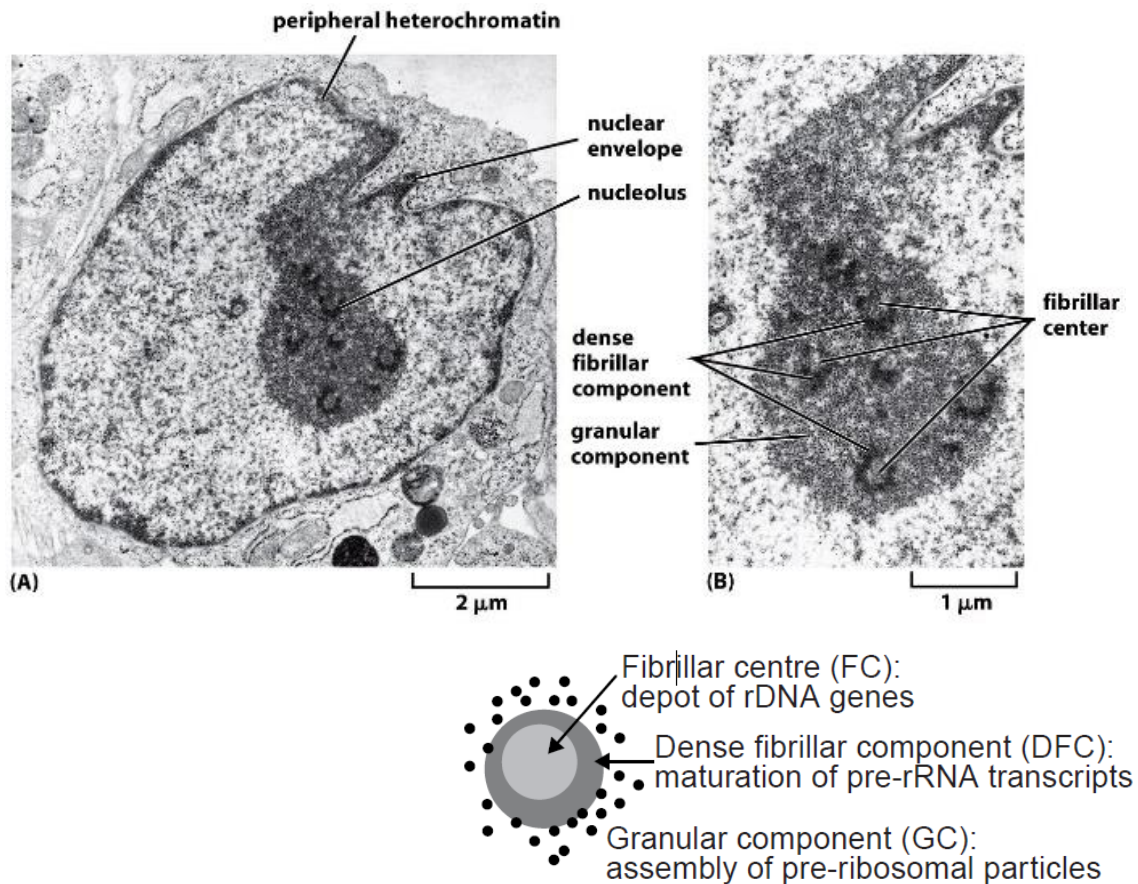 peripheral heterochromatin
nuclear
envelope
nucleolus
(A)
2 μm
dense
fibrillar
component
granular
component
fibrillar
center
(B)
1 μm
Fibrillar centre (FC):
depot of rDNA genes
Dense fibrillar component (DFC):
maturation of pre-rRNA transcripts
Granular component (GC):
assembly of pre-ribosomal particles